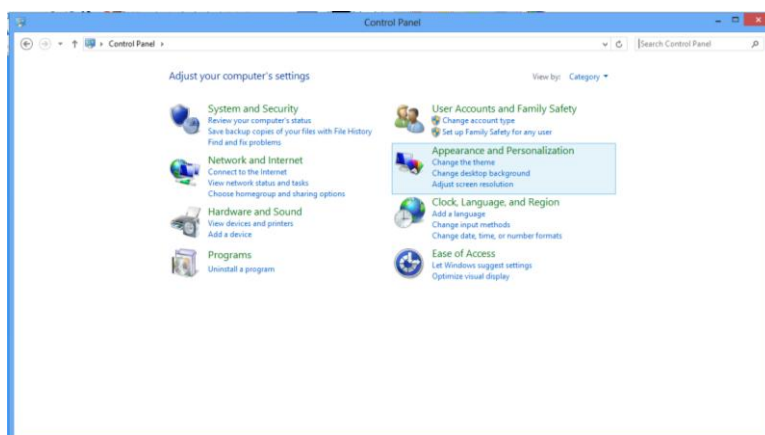 Control Panel
Control Panel
Search Control Panel
Adjust your computer's settings
View by: Category
System and Security
Review your computer's status
Save backup copies of your files with File History
Find and fix problems
Network and Internet
Connect to the Internet
View network status and tasks
Choose homegroup and sharing options
Hardware and Sound
View devices and printers
Add a device
Programs
Uninstall a program
User Accounts and Family Safety
Change account type
Set up Family Safety for any user
Appearance and Personalization
Change the theme
Change desktop background
Adjust screen resolution
Clock, Language, and Region
Add a language
Change input methods
Change date, time, or number formats
Ease of Access
Let Windows suggest settings
Optimize visual display